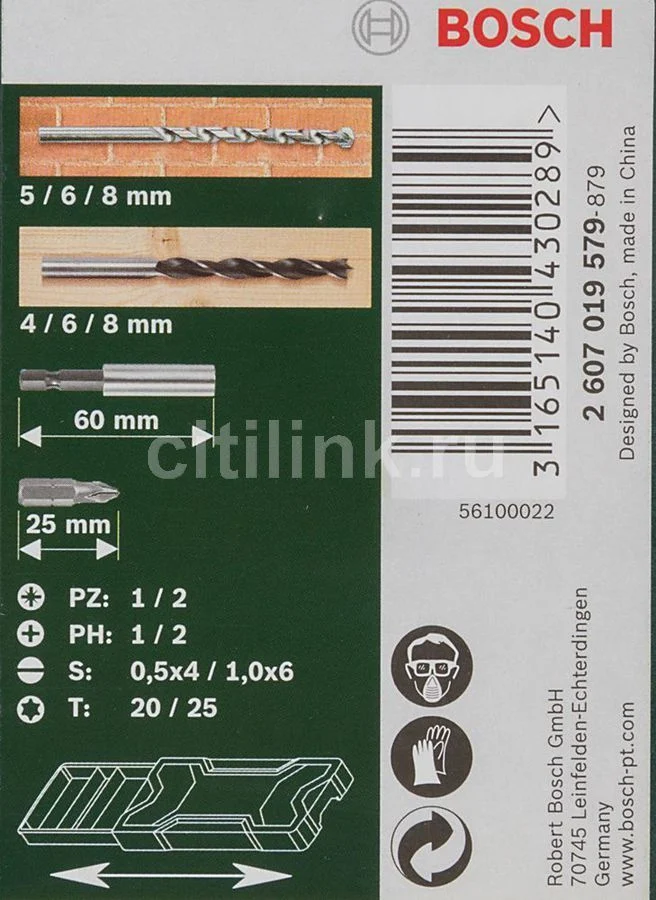 BOSCH
5 / 6 / 8 mm
4 / 6 / 8 mm
60 mm
25 mm
PZ: 1 / 2
PH: 1 / 2
S: 0,5x4 / 1,0x6
T: 20 / 25
3 165140 430289 >
2 607 019 579-879
Designed by Bosch, made in China
56100022
Robert Bosch GmbH
70745 Leinfelden-Echterdingen
Germany
www.bosch-pt.com
citilink.ru